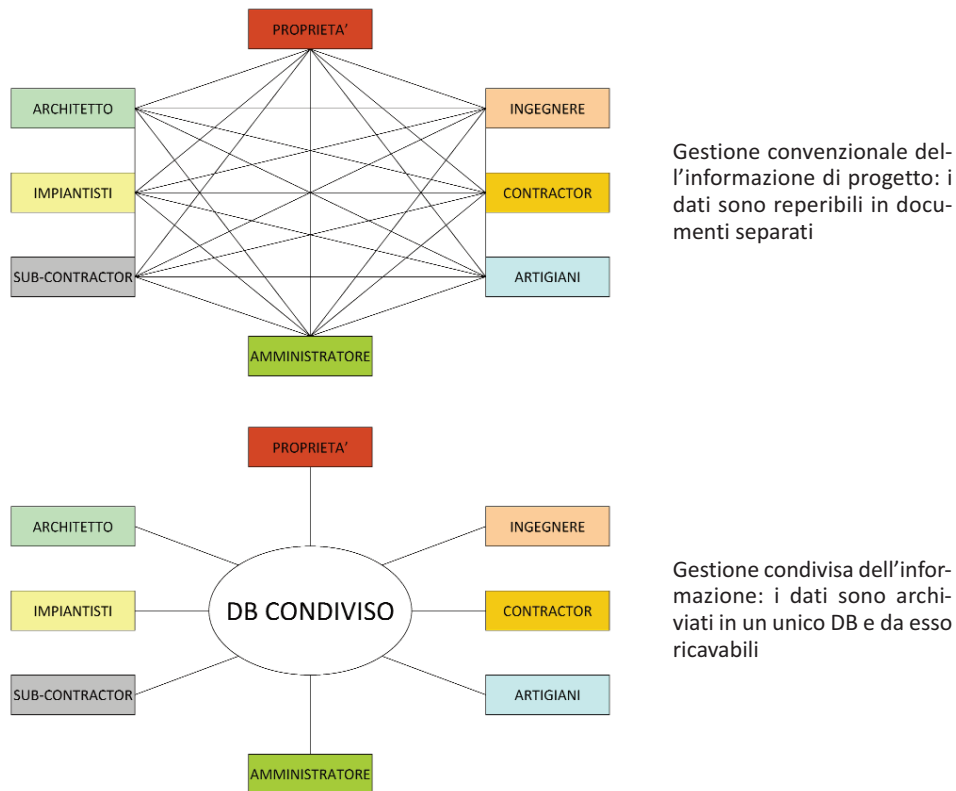 PROPRIETA’
ARCHITETTO
INGEGNERE
IMPIANTISTI
CONTRACTOR
SUB-CONTRACTOR
ARTIGIANI
AMMINISTRATORE
Gestione convenzionale del-
l’informazione di progetto: i
dati sono reperibili in docu-
menti separati
PROPRIETA’
ARCHITETTO
INGEGNERE
IMPIANTISTI
DB CONDIVISO
CONTRACTOR
SUB-CONTRACTOR
ARTIGIANI
AMMINISTRATORE
Gestione condivisa dell’infor-
mazione: i dati sono archi-
viati in un unico DB e da esso
ricavabili